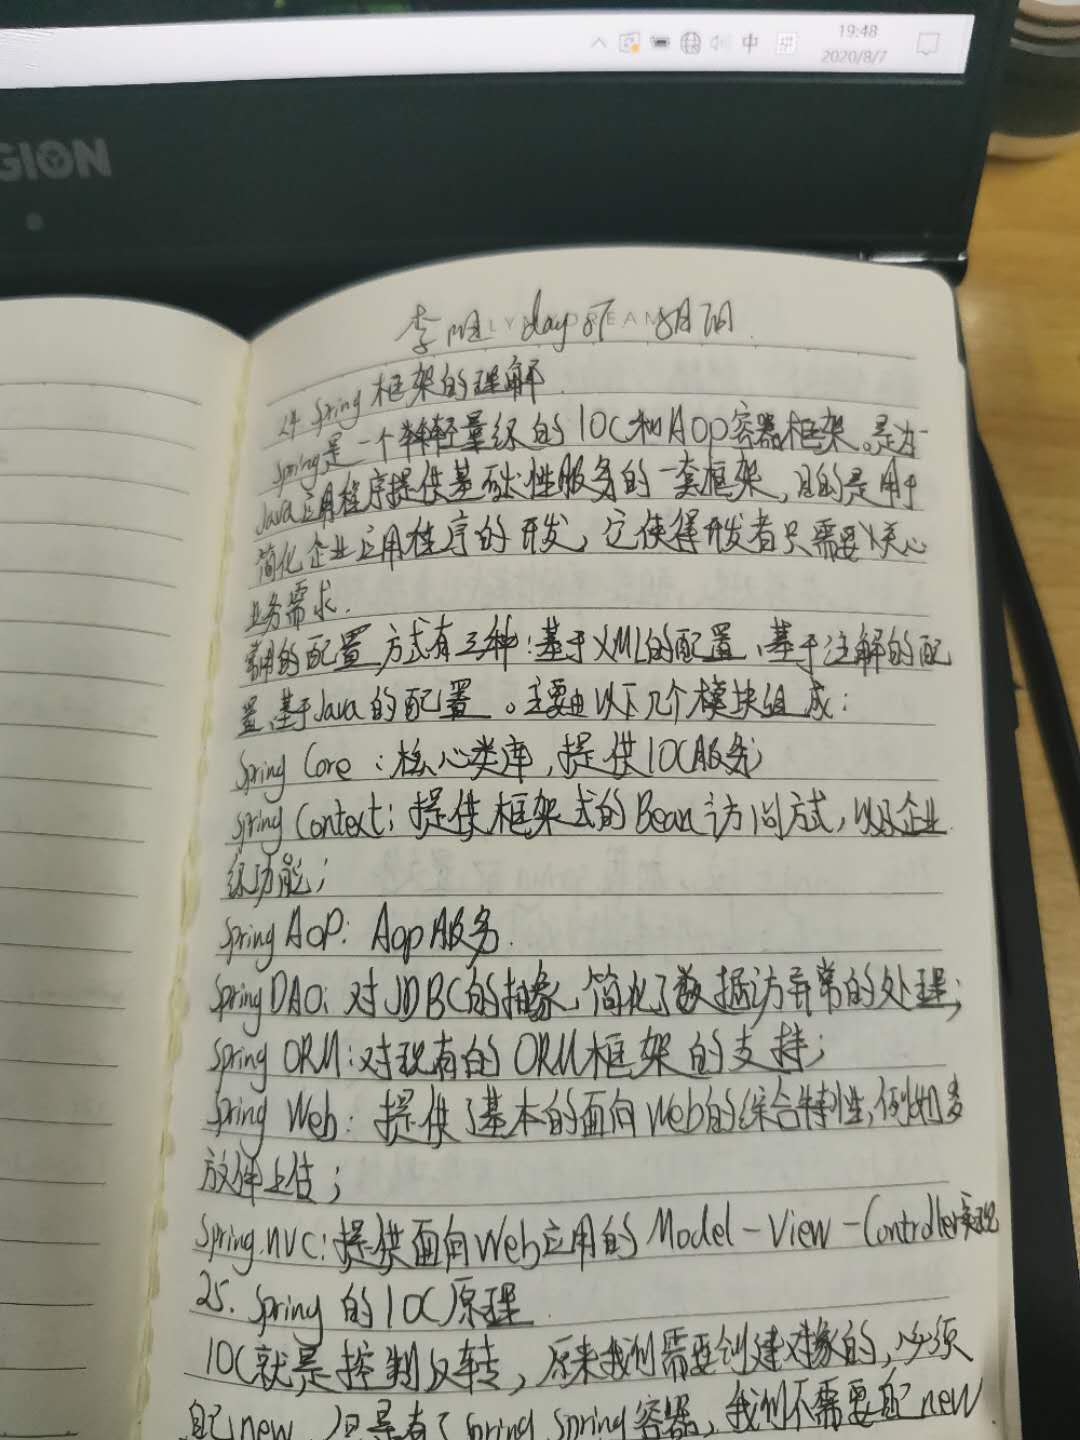 19:48
中
2020/8/7
GION
李 day 8月7日
24 Spring 框架的理解
Spring是一个轻量级的IOC和AOP容器框架。是为
Java应用程序提供基础性服务的一套框架,目的是用于
简化企业应用程序的开发,它使得开发者只需要关心
业务需求.
常用的配置方式有三种:基于XML的配置、基于注解的配
置、基于Java的配置。主要由以下几个模块组成:
Spring Core:核心类库,提供IOC服务
Spring Context:提供框架式的Bean访问方式,以及企业
级功能;
Spring AOP: Aop服务.
Spring DAO:对JDBC的抽象,简化了数据访异常的处理;
Spring ORM:对现有的ORM框架的支持;
Spring Web:提供了基本的面向Web的综合特性,例如多
放件上传;
Spring MVC:提供面向Web应用的Model-View-Controller实现
25. Spring 的IOC原理
IOC就是控制反转,原来我们需要创建对象的,必须
自己new,但是有了Spring,Spring容器,我们不需要自己new